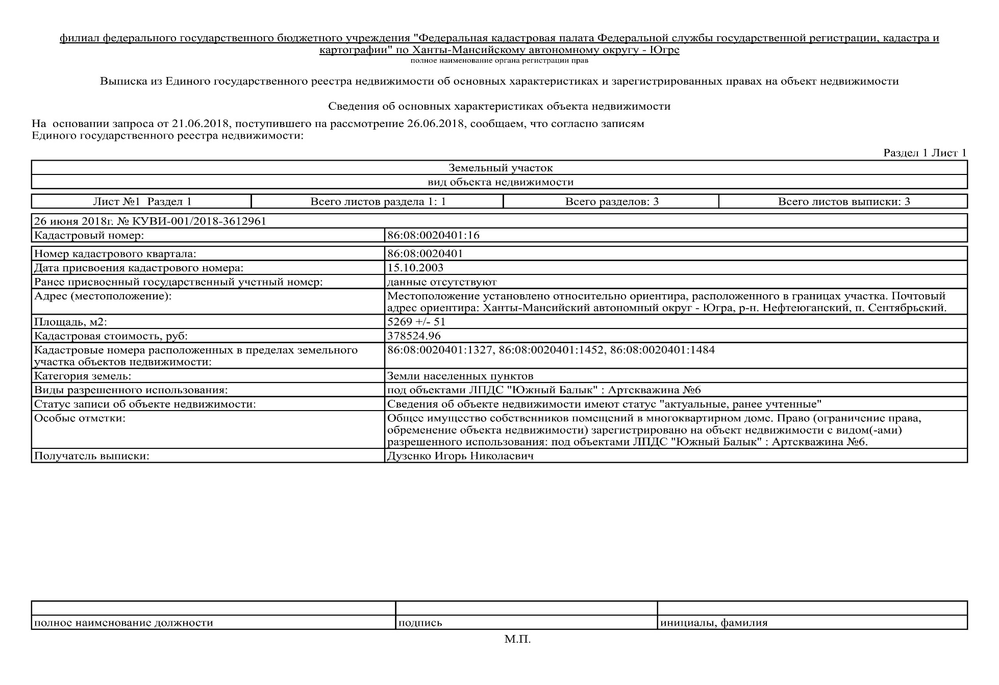 филиал федерального государственного бюджетного учреждения "Федеральная кадастровая палата Федеральной службы государственной регистрации, кадастра и
картографии" по Ханты-Мансийскому автономному округу - Югре
полное наименование органа регистрации прав
Выписка из Единого государственного реестра недвижимости об основных характеристиках и зарегистрированных правах на объект недвижимости
Сведения об основных характеристиках объекта недвижимости
На основании запроса от 21.06.2018, поступившего на рассмотрение 26.06.2018, сообщаем, что согласно записям
Единого государственного реестра недвижимости:
Раздел 1 Лист 1
Земельный участок
вид объекта недвижимости
Лист №1 Раздел 1 Всего листов раздела 1: 1 Всего разделов: 3 Всего листов выписки: 3
26 июня 2018г. № КУВИ-001/2018-3612961
Кадастровый номер: 86:08:0020401:16
Номер кадастрового квартала: 86:08:0020401
Дата присвоения кадастрового номера: 15.10.2003
Ранее присвоенный государственный учетный номер: данные отсутствуют
Адрес (местоположение): Местоположение установлено относительно ориентира, расположенного в границах участка. Почтовый
адрес ориентира: Ханты-Мансийский автономный округ - Югра, р-н. Нефтеюганский, п. Сентябрьский.
Площадь, м2: 5269 +/- 51
Кадастровая стоимость, руб: 378524.96
Кадастровые номера расположенных в пределах земельного 86:08:0020401:1327, 86:08:0020401:1452, 86:08:0020401:1484
участка объектов недвижимости:
Категория земель: Земли населенных пунктов
Виды разрешенного использования: под объектами ЛПДС "Южный Балык" : Артскважина №6
Статус записи об объекте недвижимости: Сведения об объекте недвижимости имеют статус "актуальные, ранее учтенные"
Особые отметки: Общее имущество собственников помещений в многоквартирном доме. Право (ограничение права,
обременение объекта недвижимости) зарегистрировано на объект недвижимости с видом(-ами)
разрешенного использования: под объектами ЛПДС "Южный Балык" : Артскважина №6.
Получатель выписки: Дузенко Игорь Николаевич
полное наименование должности подпись инициалы, фамилия
М.П.